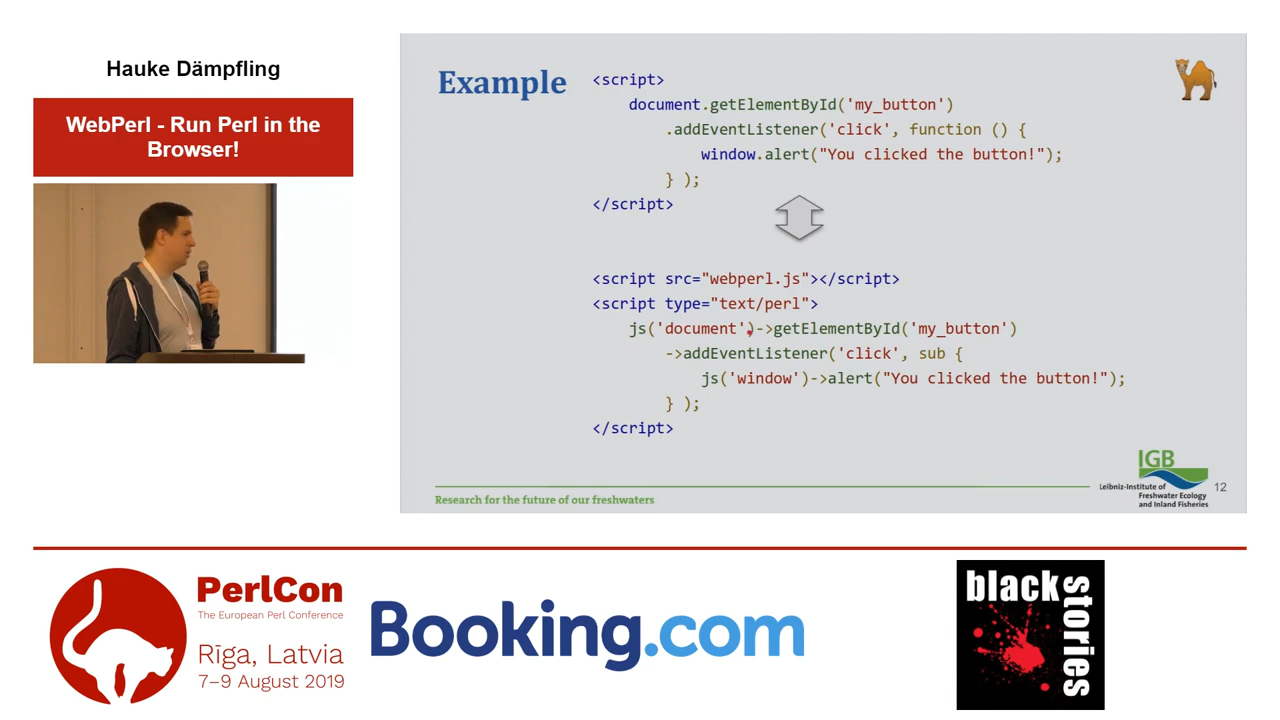 Hauke Dämpfling
WebPerl - Run Perl in the
Browser!
Example
<script>
document.getElementById('my_button')
.addEventListener('click', function () {
window.alert("You clicked the button!");
} );
</script>
<script src="webperl.js"></script>
<script type="text/perl">
js('document')->getElementById('my_button')
->addEventListener('click', sub {
js('window')->alert("You clicked the button!");
} );
</script>
Research for the future of our freshwaters
IGB
Leibniz-Institute of
Freshwater Ecology
and Inland Fisheries
12
PerlCon
The European Perl Conference
Rīga, Latvia
7–9 August 2019
Booking.com
black
stories